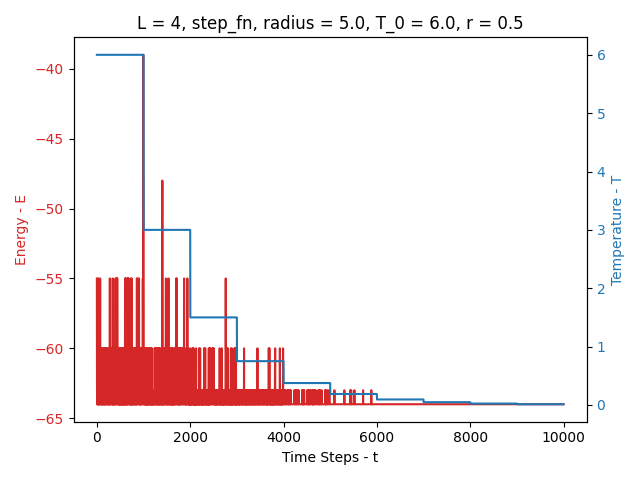 L = 4, step_fn, radius = 5.0, T_0 = 6.0, r = 0.5
−40
−45
−50
−55
−60
−65
Energy - E
6
5
4
3
2
1
0
Temperature - T
0 2000 4000 6000 8000 10000
Time Steps - t